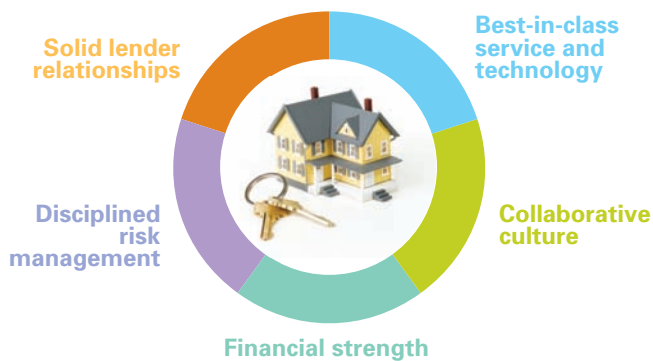 Solid lender
relationships
Best-in-class
service and
technology
Disciplined
risk
management
Collaborative
culture
Financial strength